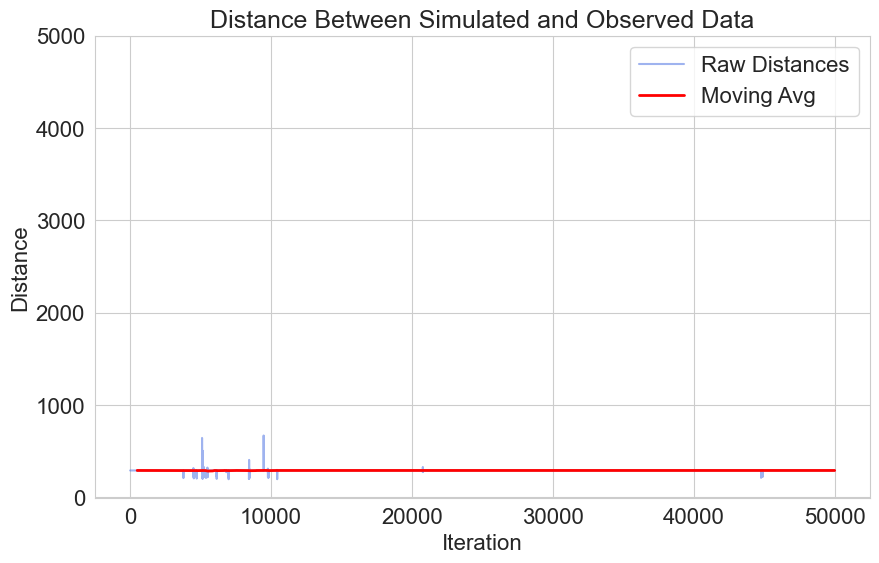 Distance Between Simulated and Observed Data
5000
4000
3000
2000
1000
0
Distance
Raw Distances
Moving Avg
0 10000 20000 30000 40000 50000
Iteration